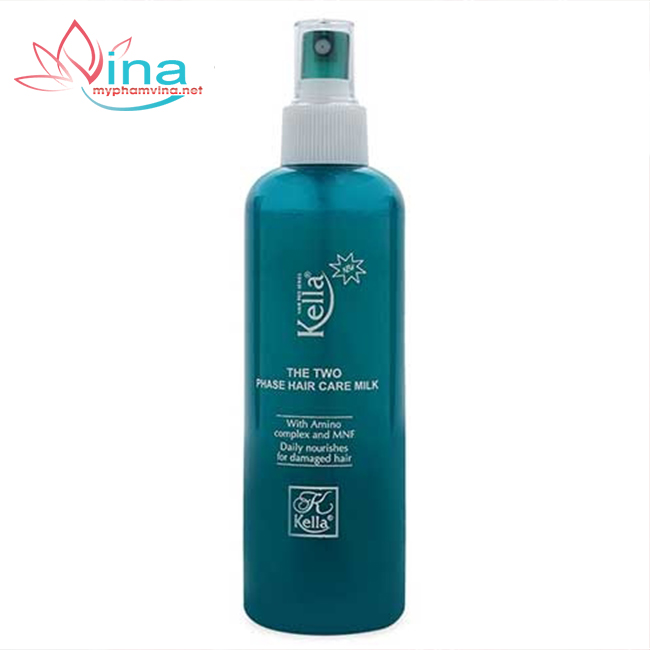 Vina
myphamvina.net
Kella®
THE TWO
PHASE HAIR CARE MILK
With Amino
complex and MNF
Daily nourishes
for damaged hair
K
Kella®